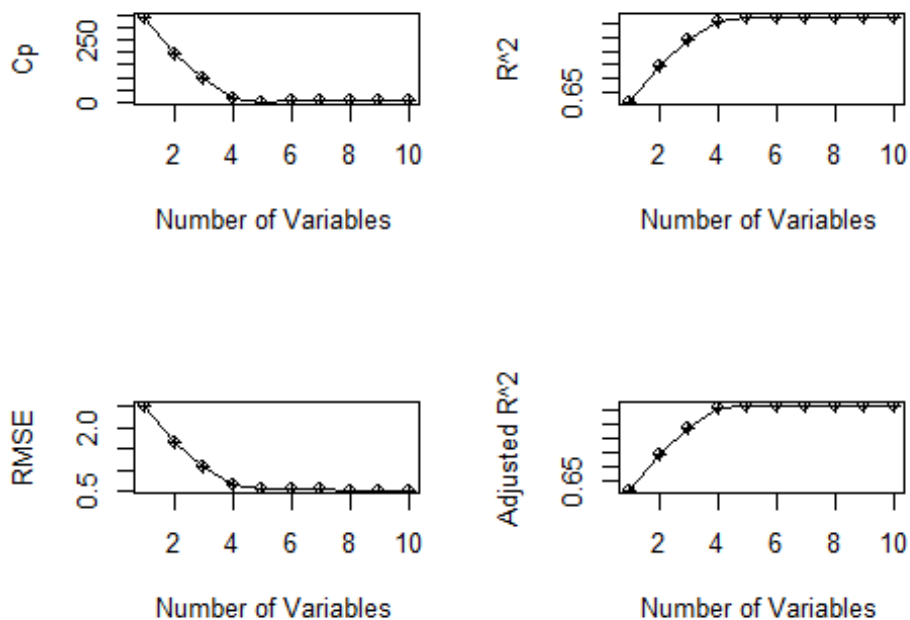 Cp
250
0
2 4 6 8 10
Number of Variables
R^2
0.65
2 4 6 8 10
Number of Variables
RMSE
2.0
0.5
2 4 6 8 10
Number of Variables
Adjusted R^2
0.65
2 4 6 8 10
Number of Variables